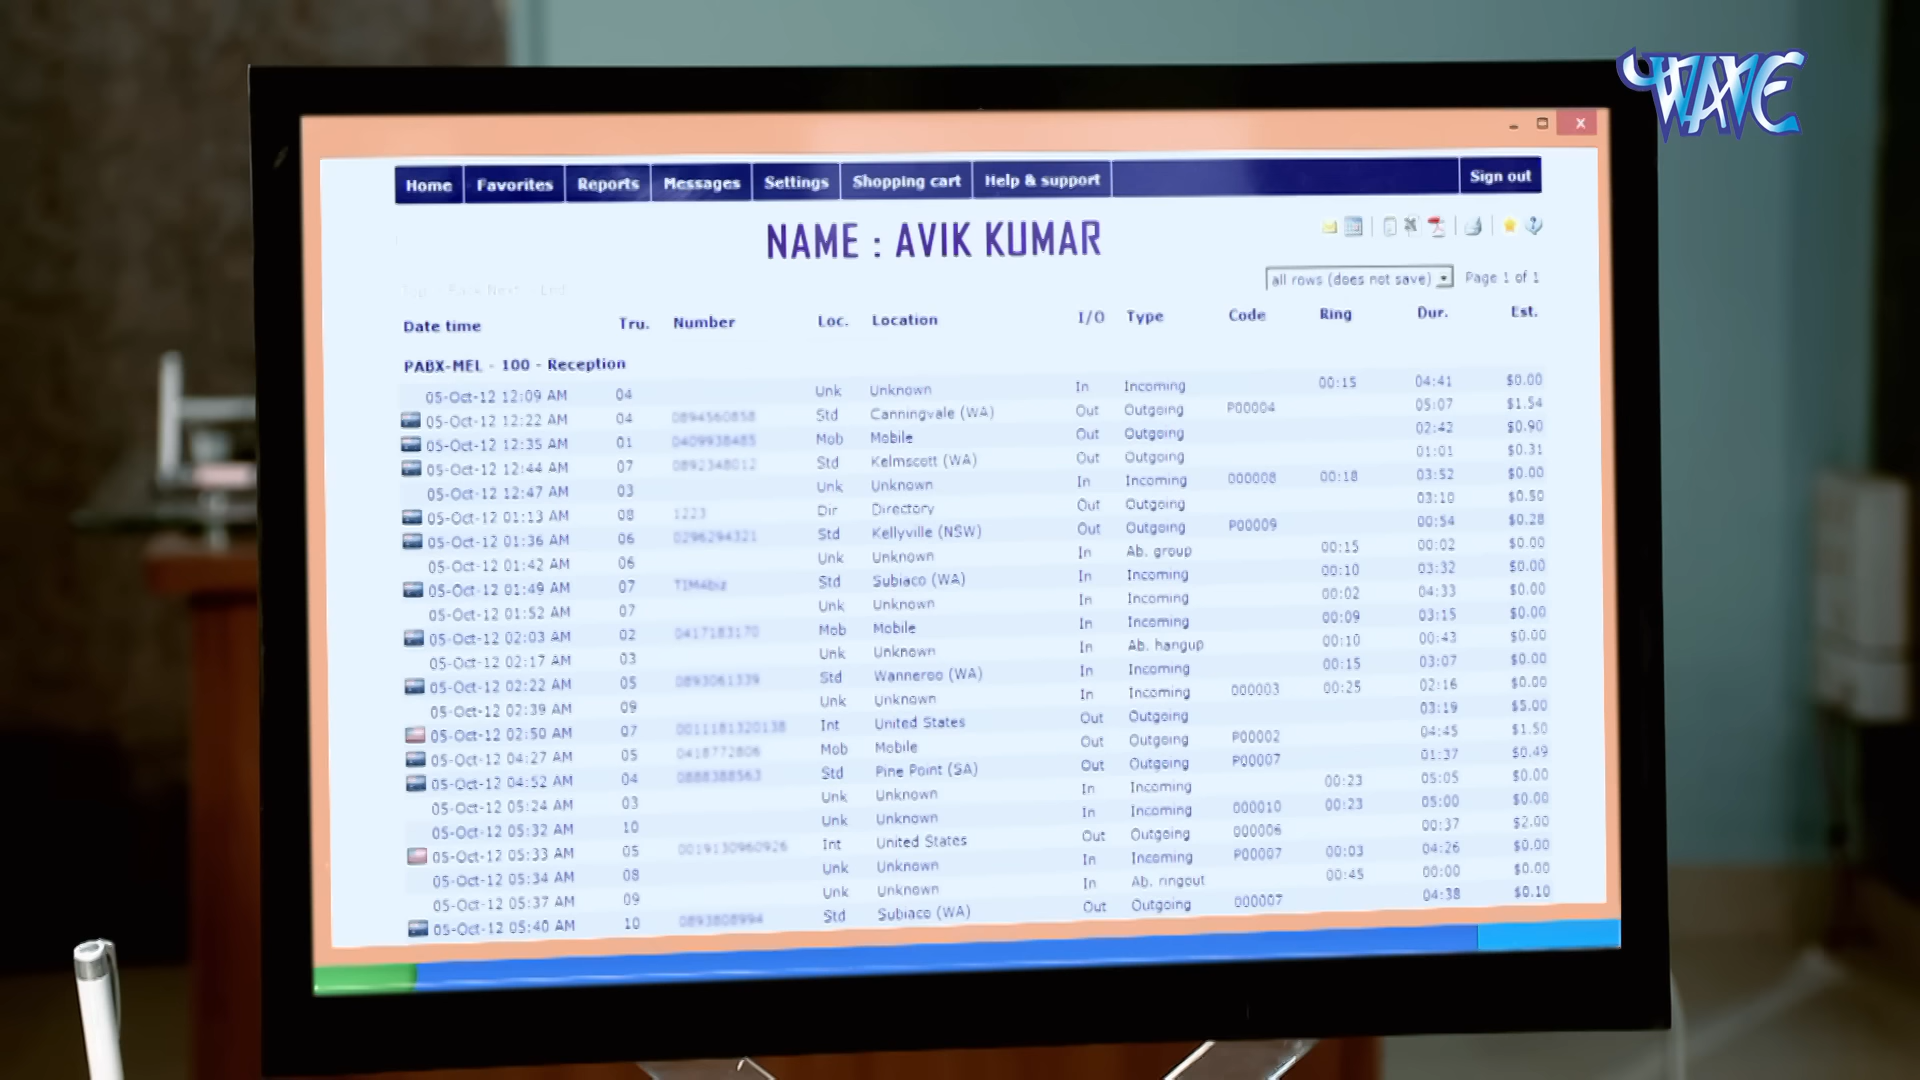 WAVE
X
Home Favorites Reports Messages Settings Shopping cart Help & support Sign out
NAME : AVIK KUMAR
all rows (does not save) Page 1 of 1
Date time Tru. Number Loc. Location I/O Type Code Ring Dur. Est.
PABX-MEL - 100 - Reception
05-Oct-12 12:09 AM 04 Unk Unknown In Incoming 00:15 04:41 $0.00
05-Oct-12 12:22 AM 04 0894560858 Std Canningvale (WA) Out Outgoing P00004 05:07 $1.54
05-Oct-12 12:35 AM 01 0409938485 Mob Mobile Out Outgoing 02:42 $0.90
05-Oct-12 12:44 AM 07 0892348012 Std Kelmscott (WA) Out Outgoing 01:01 $0.31
05-Oct-12 12:47 AM 03 Unk Unknown In Incoming 000008 00:18 03:52 $0.00
05-Oct-12 01:13 AM 08 1223 Dir Directory Out Outgoing 03:10 $0.50
05-Oct-12 01:36 AM 06 0296294321 Std Kellyville (NSW) Out Outgoing P00009 00:54 $0.28
05-Oct-12 01:42 AM 06 Unk Unknown In Ab. group 00:15 00:02 $0.00
05-Oct-12 01:49 AM 07 TIM4biz Std Subiaco (WA) In Incoming 00:10 03:32 $0.00
05-Oct-12 01:52 AM 07 Unk Unknown In Incoming 00:02 04:33 $0.00
05-Oct-12 02:03 AM 02 0417183170 Mob Mobile In Incoming 00:09 03:15 $0.00
05-Oct-12 02:17 AM 03 Unk Unknown In Ab. hangup 00:10 00:43 $0.00
05-Oct-12 02:22 AM 05 0893061339 Std Wanneroo (WA) In Incoming 00:15 03:07 $0.00
05-Oct-12 02:39 AM 09 Unk Unknown In Incoming 000003 00:25 02:16 $0.00
05-Oct-12 02:50 AM 07 0011181320138 Int United States Out Outgoing 03:19 $5.00
05-Oct-12 04:27 AM 05 0418772806 Mob Mobile Out Outgoing P00002 04:45 $1.50
05-Oct-12 04:52 AM 04 0888388563 Std Pine Point (SA) Out Outgoing P00007 01:37 $0.49
05-Oct-12 05:24 AM 03 Unk Unknown In Incoming 00:23 05:05 $0.00
05-Oct-12 05:32 AM 10 Unk Unknown In Incoming 000010 00:23 05:00 $0.00
05-Oct-12 05:33 AM 05 0019130960926 Int United States Out Outgoing 000006 00:37 $2.00
05-Oct-12 05:34 AM 08 Unk Unknown In Incoming P00007 00:03 04:26 $0.00
05-Oct-12 05:37 AM 09 Unk Unknown In Ab. ringout 00:45 00:00 $0.00
05-Oct-12 05:40 AM 10 0893808994 Std Subiaco (WA) Out Outgoing 000007 04:38 $0.10